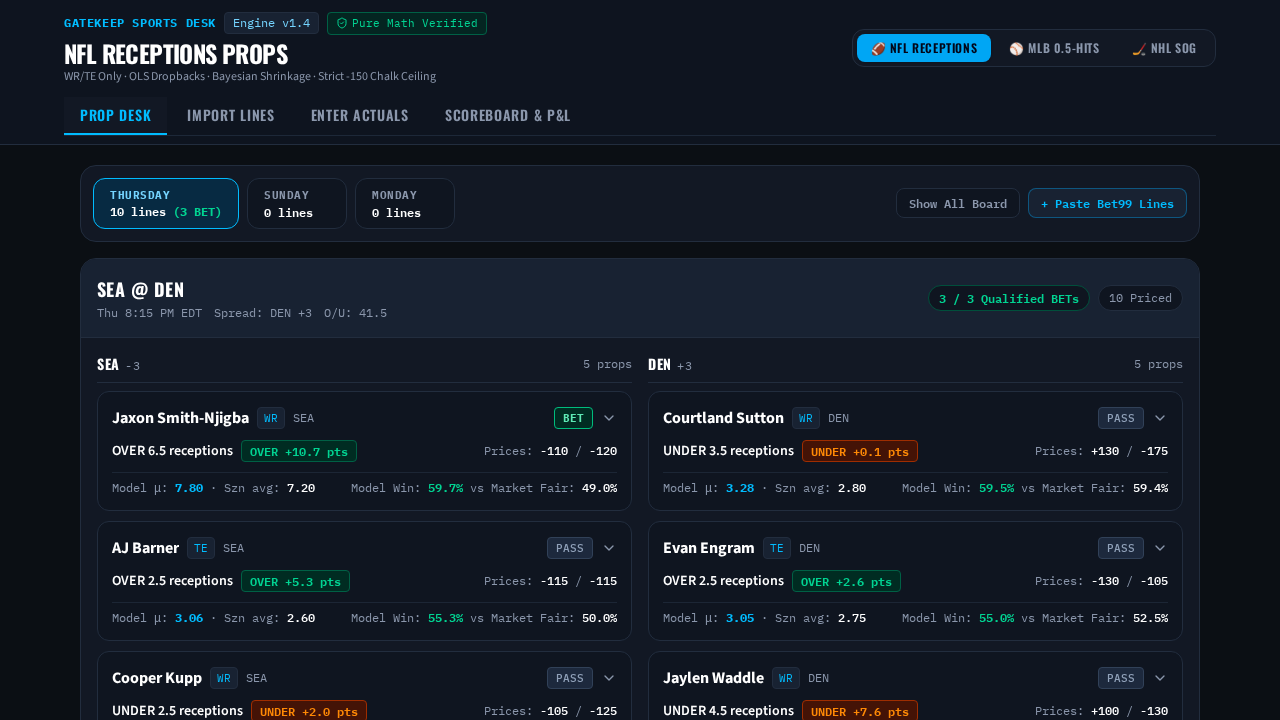 GATEKEEP SPORTS DESK Engine v1.4 Pure Math Verified
NFL RECEPTIONS PROPS
WR/TE Only · OLS Dropbacks · Bayesian Shrinkage · Strict -150 Chalk Ceiling
🏈 NFL RECEPTIONS ⚾ MLB 0.5-HITS 🏒 NHL SOG
PROP DESK IMPORT LINES ENTER ACTUALS SCOREBOARD & P&L
THURSDAY
10 lines (3 BET)
SUNDAY
0 lines
MONDAY
0 lines
Show All Board + Paste Bet99 Lines
SEA @ DEN
Thu 8:15 PM EDT Spread: DEN +3 O/U: 41.5
3 / 3 Qualified BETs 10 Priced
SEA -3 5 props
Jaxon Smith-Njigba WR SEA BET
OVER 6.5 receptions OVER +10.7 pts Prices: -110 / -120
Model μ: 7.80 · Szn avg: 7.20 Model Win: 59.7% vs Market Fair: 49.0%
AJ Barner TE SEA PASS
OVER 2.5 receptions OVER +5.3 pts Prices: -115 / -115
Model μ: 3.06 · Szn avg: 2.60 Model Win: 55.3% vs Market Fair: 50.0%
Cooper Kupp WR SEA PASS
UNDER 2.5 receptions UNDER +2.0 pts Prices: -105 / -125
DEN +3 5 props
Courtland Sutton WR DEN PASS
UNDER 3.5 receptions UNDER +0.1 pts Prices: +130 / -175
Model μ: 3.28 · Szn avg: 2.80 Model Win: 59.5% vs Market Fair: 59.4%
Evan Engram TE DEN PASS
OVER 2.5 receptions OVER +2.6 pts Prices: -130 / -105
Model μ: 3.05 · Szn avg: 2.75 Model Win: 55.0% vs Market Fair: 52.5%
Jaylen Waddle WR DEN PASS
UNDER 4.5 receptions UNDER +7.6 pts Prices: +100 / -130